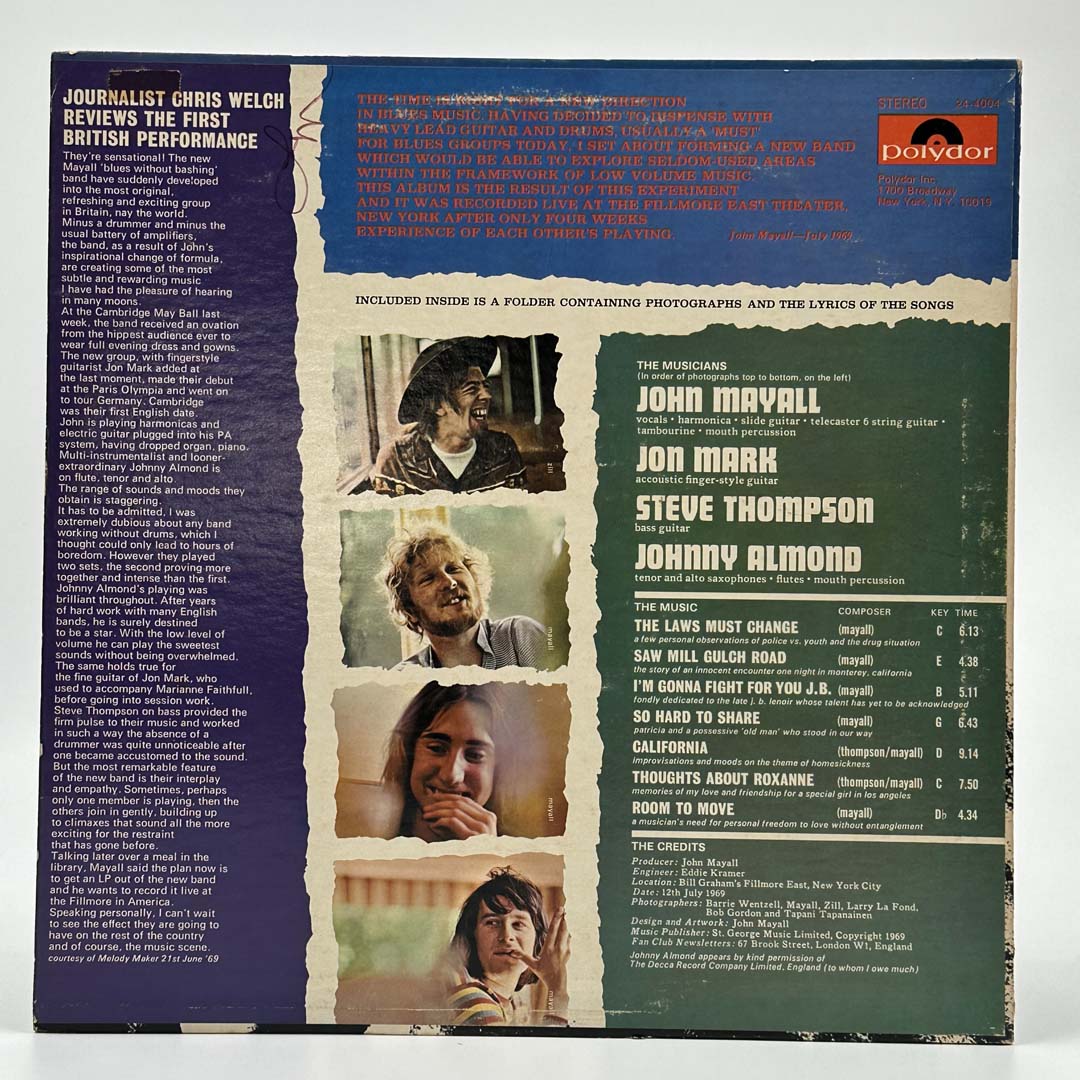 JOURNALIST CHRIS WELCH
REVIEWS THE FIRST
BRITISH PERFORMANCE
They're sensational! The new
Mayall 'blues without bashing'
band have suddenly developed
into the most original,
refreshing and exciting group
in Britain, nay the world.
Minus a drummer and minus the
usual battery of amplifiers,
the band, as a result of John's
inspirational change of formula,
are creating some of the most
subtle and rewarding music
I have had the pleasure of hearing
in many moons.
At the Cambridge May Ball last
week, the band received an ovation
from the hippest audience ever to
wear full evening dress and gowns.
The new group, with fingerstyle
guitarist Jon Mark added at
the last moment, made their debut
at the Paris Olympia and went on
to tour Germany. Cambridge
was their first English date.
John is playing harmonicas and
electric guitar plugged into his PA
system, having dropped organ, piano.
Multi-instrumentalist and looner-
extraordinary Johnny Almond is
on flute, tenor and alto
The range of sounds and moods they
obtain is staggering.
It has to be admitted, I was
extremely dubious about any band
working without drums, which I
thought could only lead to hours of
boredom. However they played
two sets, the second proving more
together and intense than the first.
Johnny Almond's playing was
brilliant throughout. After years
of hard work with many English
bands, he is surely destined
to be a star. With the low level of
volume he can play the sweetest
sounds without being overwhelmed.
The same holds true for
the fine guitar of Jon Mark, who
used to accompany Marianne Faithfull,
before going into session work.
Steve Thompson on bass provided the
firm pulse to their music and worked
in such a way the absence of a
drummer was quite unnoticeable after
one became accustomed to the sound.
But the most remarkable feature
of the new band is their interplay
and empathy. Sometimes, perhaps
only one member is playing, then the
others join in gently, building up
to climaxes that sound all the more
exciting for the restraint
that has gone before.
Talking later over a meal in the
library, Mayall said the plan now is
to get an LP out of the new band
and he wants to record it live at
the Fillmore in America.
Speaking personally, I can't wait
to see the effect they are going to
have on the rest of the country
and of course, the music scene.
courtesy of Melody Maker 21st June '69
THE TIME IS RIGHT FOR A NEW DIRECTION
IN BLUES MUSIC. HAVING DECIDED TO DISPENSE WITH
HEAVY LEAD GUITAR AND DRUMS, USUALLY A 'MUST'
FOR BLUES GROUPS TODAY, I SET ABOUT FORMING A NEW BAND
WHICH WOULD BE ABLE TO EXPLORE SELDOM-USED AREAS
WITHIN THE FRAMEWORK OF LOW VOLUME MUSIC.
THIS ALBUM IS THE RESULT OF THIS EXPERIMENT
AND IT WAS RECORDED LIVE AT THE FILLMORE EAST THEATER,
NEW YORK AFTER ONLY FOUR WEEKS
EXPERIENCE OF EACH OTHER'S PLAYING. John Mayall—July 1969
STEREO 24-4004
polydor
Polydor Inc.
1700 Broadway
New York, N.Y. 10019
INCLUDED INSIDE IS A FOLDER CONTAINING PHOTOGRAPHS AND THE LYRICS OF THE SONGS
zill
mayall
mayall
mayall
THE MUSICIANS
(In order of photographs top to bottom, on the left)
JOHN MAYALL
vocals • harmonica • slide guitar • telecaster 6 string guitar •
tambourine • mouth percussion
JON MARK
accoustic finger-style guitar
STEVE THOMPSON
bass guitar
JOHNNY ALMOND
tenor and alto saxophones • flutes • mouth percussion
THE MUSIC COMPOSER KEY TIME
THE LAWS MUST CHANGE (mayall) C 6.13
a few personal observations of police vs. youth and the drug situation
SAW MILL GULCH ROAD (mayall) E 4.38
the story of an innocent encounter one night in monterey, california
I'M GONNA FIGHT FOR YOU J.B. (mayall) B 5.11
fondly dedicated to the late j. b. lenoir whose talent has yet to be acknowledged
SO HARD TO SHARE (mayall) G 6.43
patricia and a possessive 'old man' who stood in our way
CALIFORNIA (thompson/mayall) D 9.14
improvisations and moods on the theme of homesickness
THOUGHTS ABOUT ROXANNE (thompson/mayall) C 7.50
memories of my love and friendship for a special girl in los angeles
ROOM TO MOVE (mayall) D♭ 4.34
a musician's need for personal freedom to love without entanglement
THE CREDITS
Producer: John Mayall
Engineer: Eddie Kramer
Location: Bill Graham's Fillmore East, New York City
Date: 12th July 1969
Photographers: Barrie Wentzell, Mayall, Zill, Larry La Fond,
Bob Gordon and Tapani Tapanainen
Design and Artwork: John Mayall
Music Publisher: St. George Music Limited, Copyright 1969
Fan Club Newsletters: 67 Brook Street, London W1, England
Johnny Almond appears by kind permission of
The Decca Record Company Limited, England (to whom I owe much)